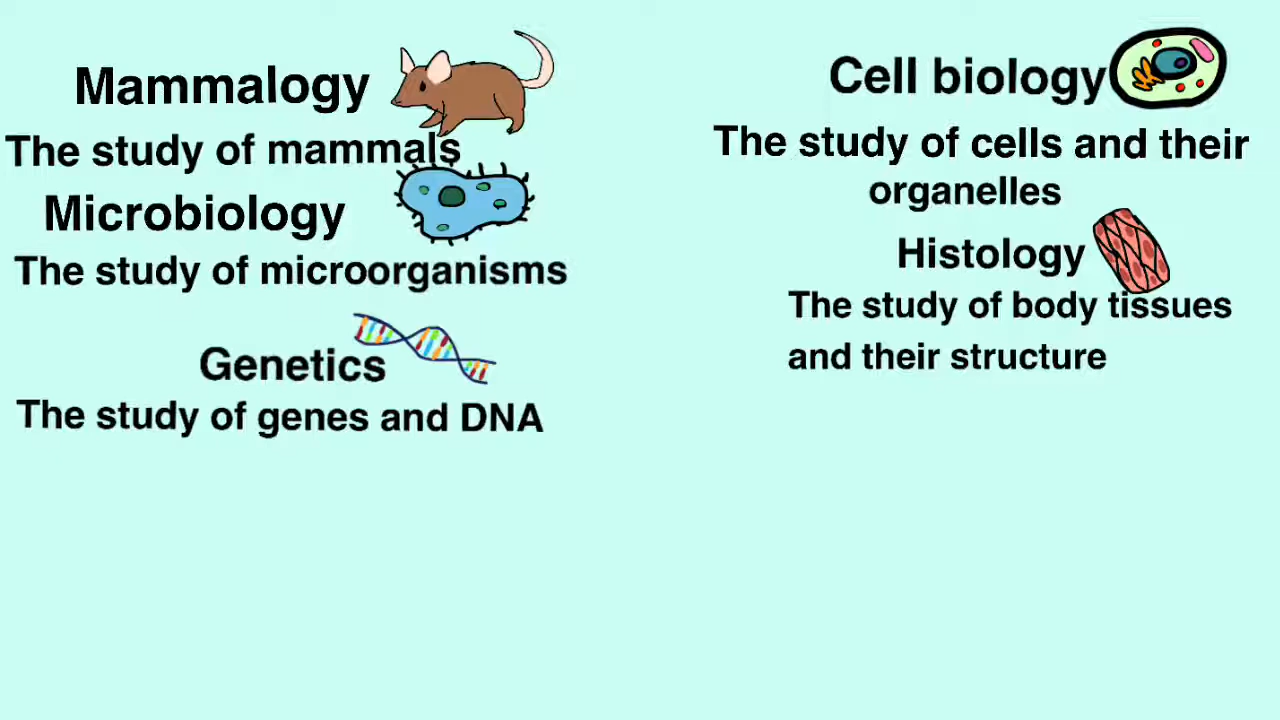 Mammalogy
The study of mammals
Microbiology
The study of microorganisms
Genetics
The study of genes and DNA
Cell biology
The study of cells and their
organelles
Histology
The study of body tissues
and their structure